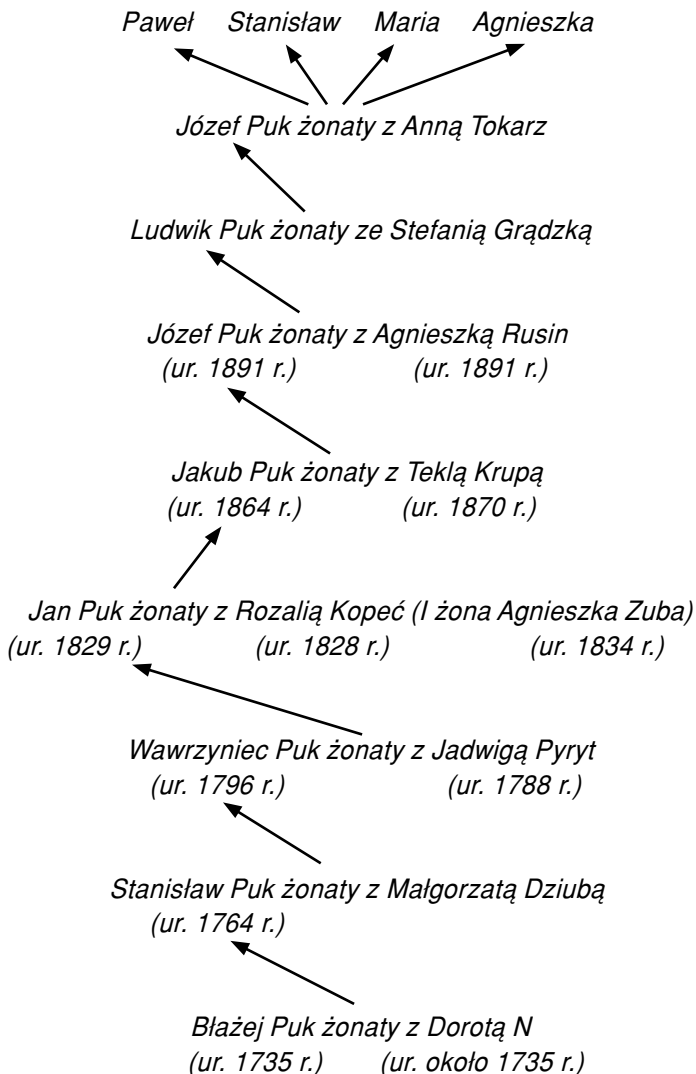 Paweł Stanisław Maria Agnieszka
Józef Puk żonaty z Anną Tokarz
Ludwik Puk żonaty ze Stefanią Grądzką
Józef Puk żonaty z Agnieszką Rusin
(ur. 1891 r.) (ur. 1891 r.)
Jakub Puk żonaty z Teklą Krupą
(ur. 1864 r.) (ur. 1870 r.)
Jan Puk żonaty z Rozalią Kopeć (I żona Agnieszka Zuba)
(ur. 1829 r.) (ur. 1828 r.) (ur. 1834 r.)
Wawrzyniec Puk żonaty z Jadwigą Pyryt
(ur. 1796 r.) (ur. 1788 r.)
Stanisław Puk żonaty z Małgorzatą Dziubą
(ur. 1764 r.)
Błażej Puk żonaty z Dorotą N
(ur. 1735 r.) (ur. około 1735 r.)